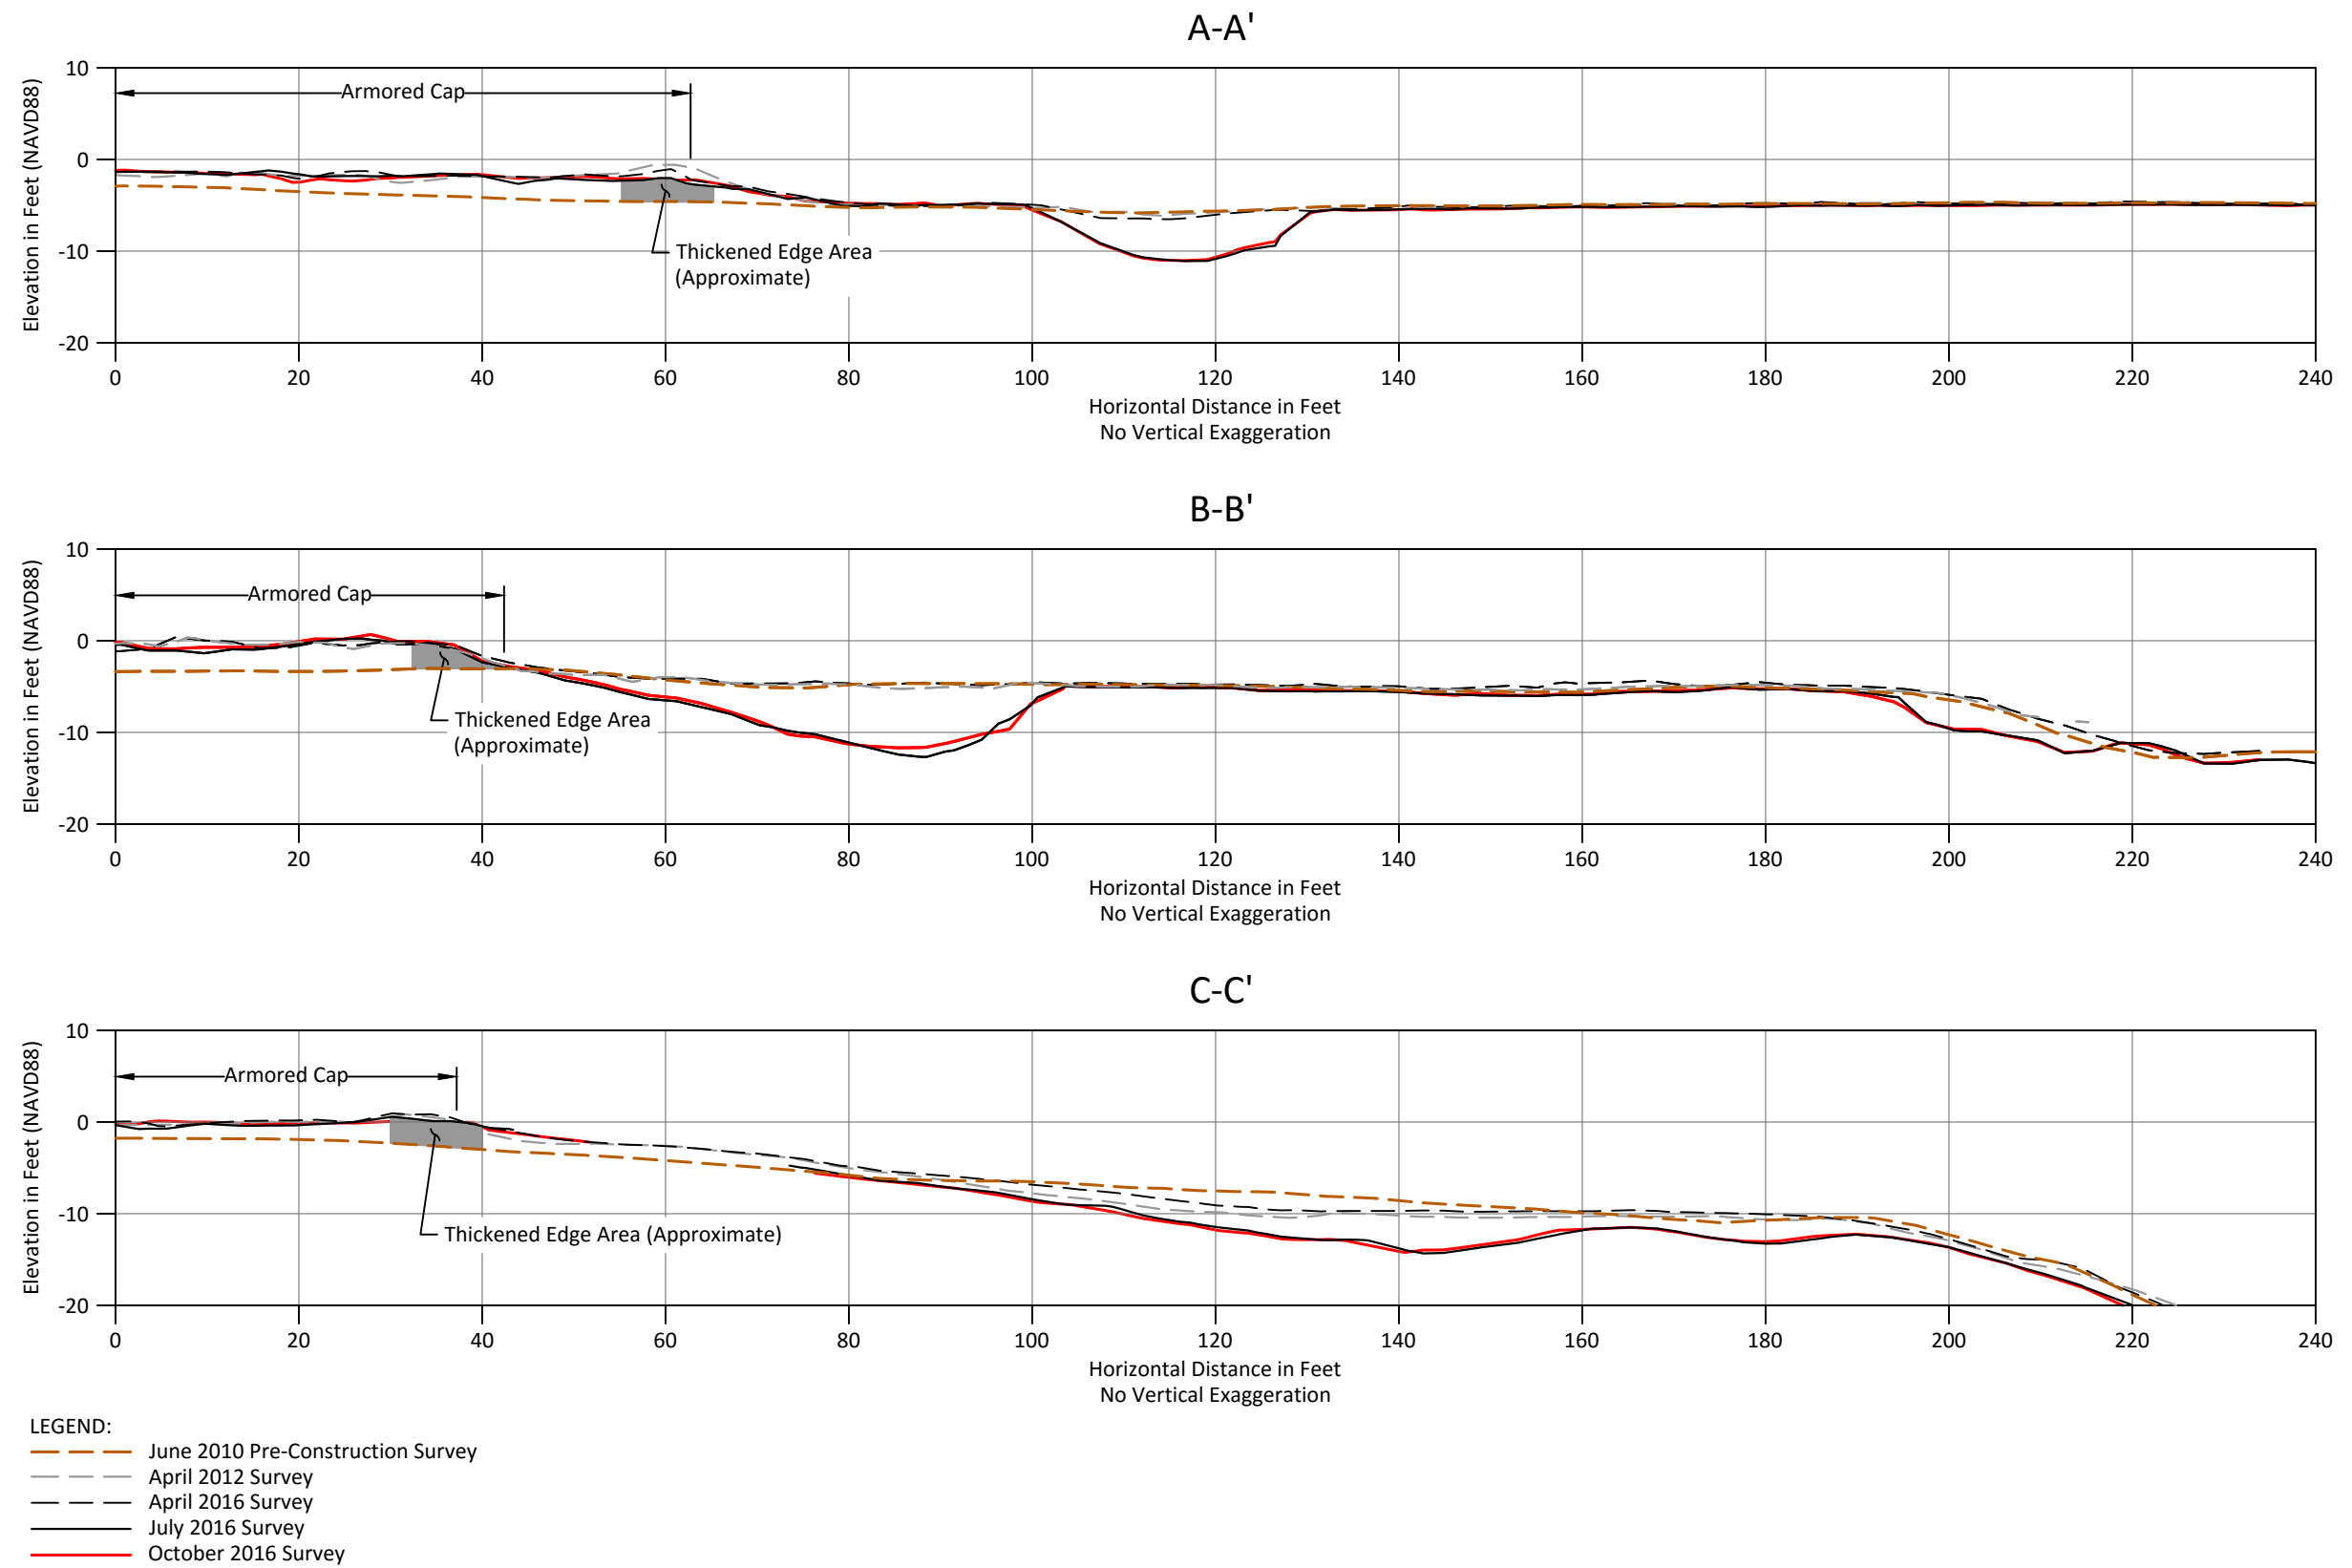 A-A'
Elevation in Feet (NAVD88)
10
0
-10
-20
Armored Cap
Thickened Edge Area
(Approximate)
0 20 40 60 80 100 120 140 160 180 200 220 240
Horizontal Distance in Feet
No Vertical Exaggeration
B-B'
Elevation in Feet (NAVD88)
10
0
-10
-20
Armored Cap
Thickened Edge Area
(Approximate)
0 20 40 60 80 100 120 140 160 180 200 220 240
Horizontal Distance in Feet
No Vertical Exaggeration
C-C'
Elevation in Feet (NAVD88)
10
0
-10
-20
Armored Cap
Thickened Edge Area (Approximate)
0 20 40 60 80 100 120 140 160 180 200 220 240
Horizontal Distance in Feet
No Vertical Exaggeration
LEGEND:
June 2010 Pre-Construction Survey
April 2012 Survey
April 2016 Survey
July 2016 Survey
October 2016 Survey